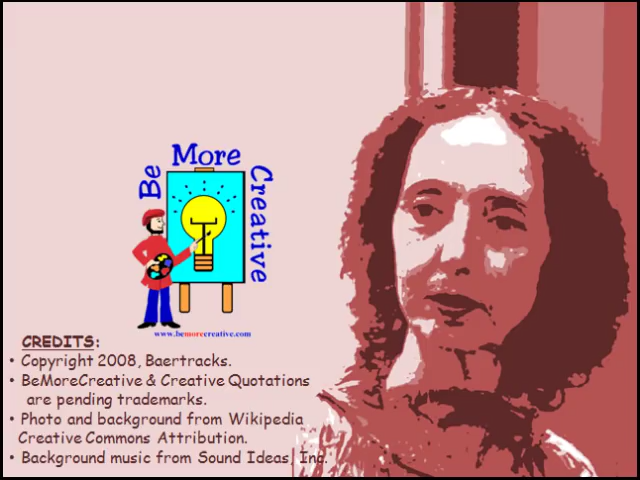 Be More Creative
www.bemorecreative.com
CREDITS:
• Copyright 2008, Baertracks.
• BeMoreCreative & Creative Quotations
are pending trademarks.
• Photo and background from Wikipedia
Creative Commons Attribution.
• Background music from Sound Ideas, Inc.